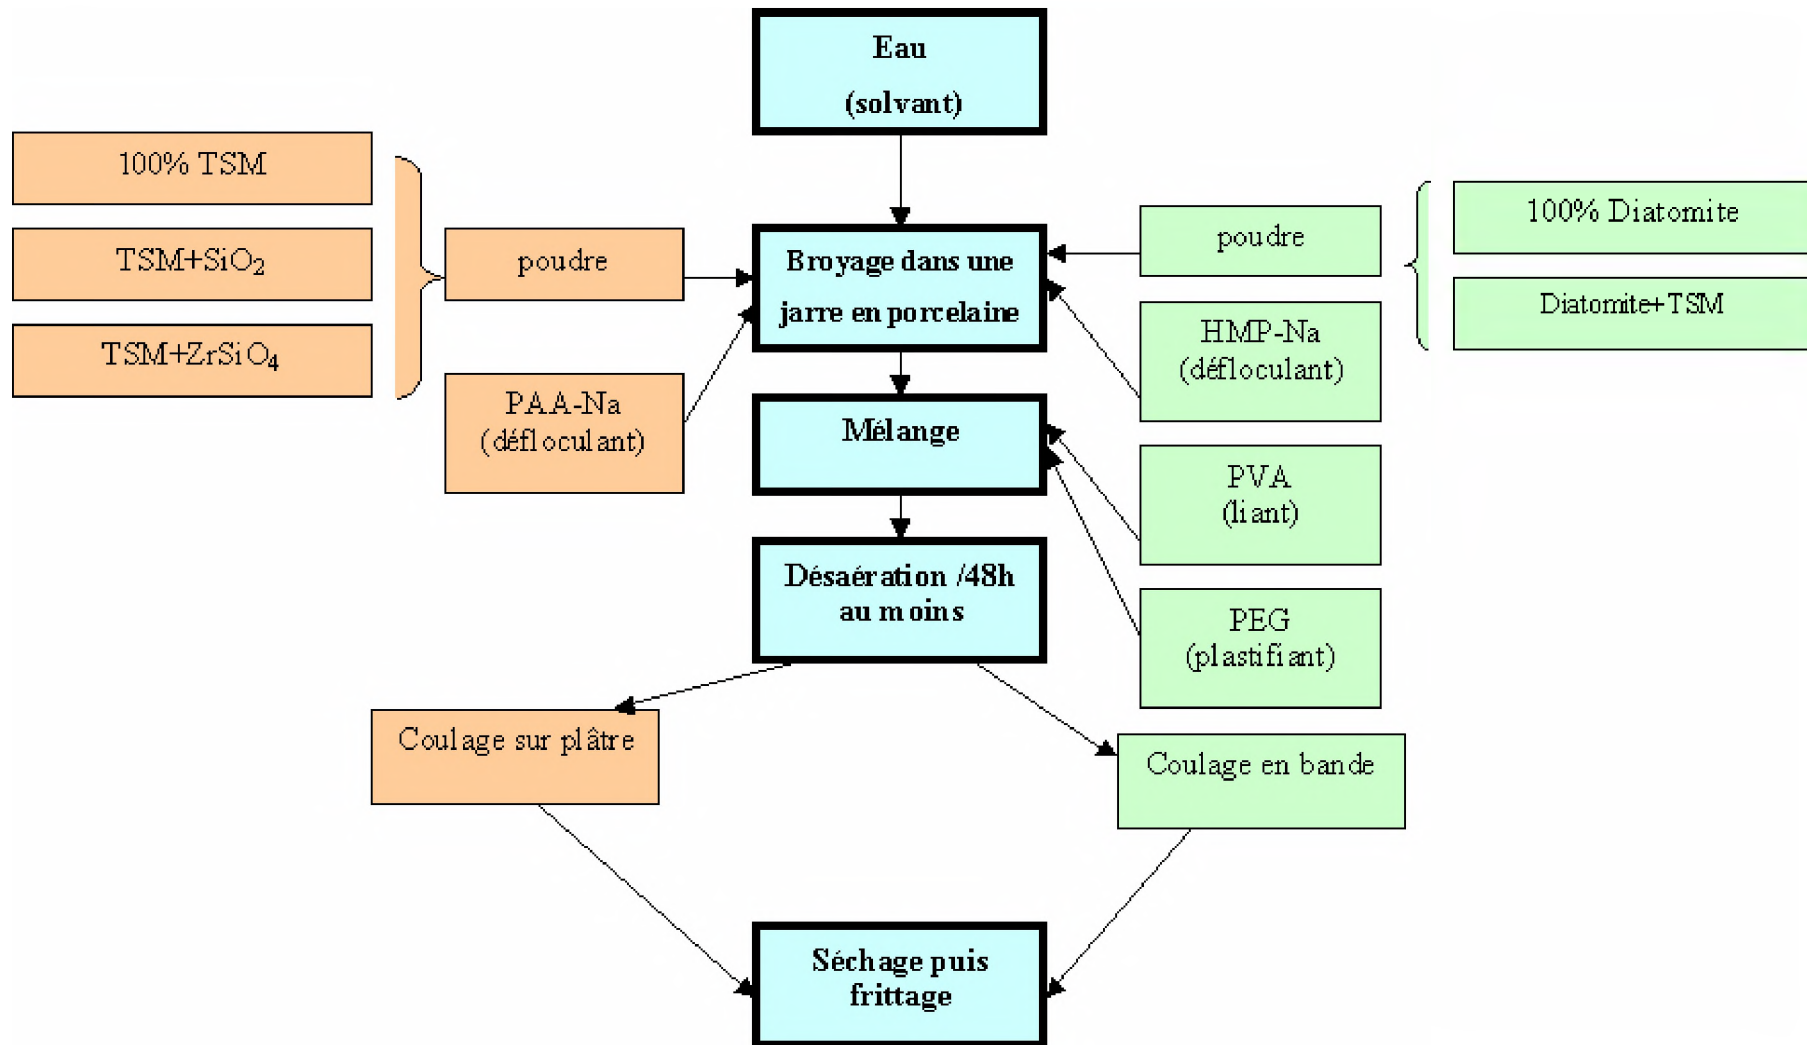 Eau
(solvant)
100% TSM
TSM+SiO₂
TSM+ZrSiO₄
poudre
PAA-Na
(défloculant)
Broyage dans une
jarre en porcelaine
poudre
HMP-Na
(défloculant)
100% Diatomite
Diatomite+TSM
Mélange
PVA
(liant)
PEG
(plastifiant)
Désaération /48h
au moins
Coulage sur plâtre
Coulage en bande
Séchage puis
frittage